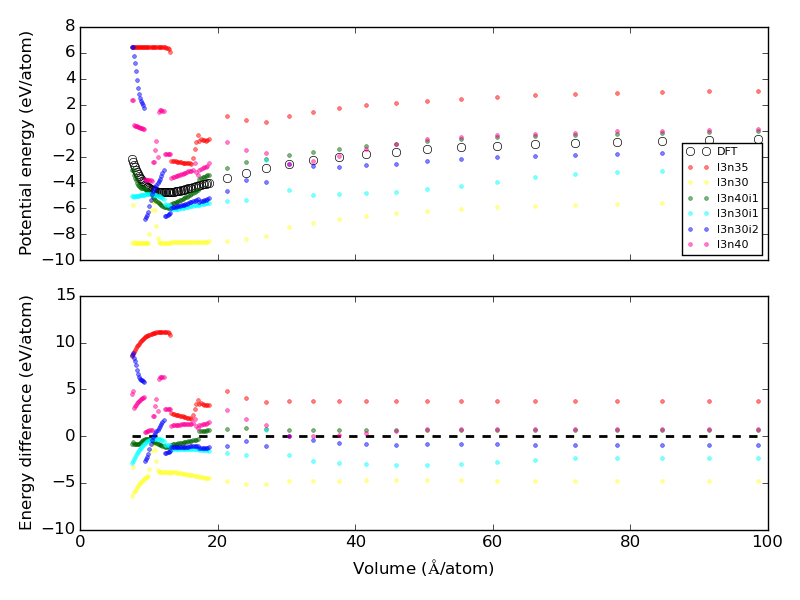 8
6
4
2
0
−2
−4
−6
−8
−10
Potential energy (eV/atom)
DFT
l3n35
l3n30
l3n40i1
l3n30i1
l3n30i2
l3n40
15
10
5
0
−5
−10
Energy difference (eV/atom)
0 20 40 60 80 100
Volume (Å/atom)